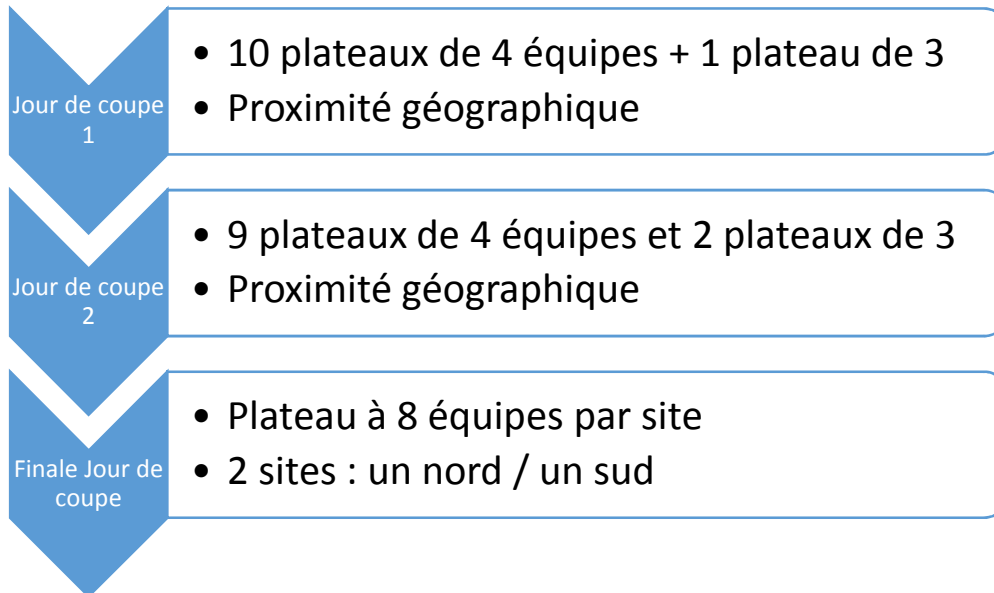 Jour de coupe
1
• 10 plateaux de 4 équipes + 1 plateau de 3
• Proximité géographique
Jour de coupe
2
• 9 plateaux de 4 équipes et 2 plateaux de 3
• Proximité géographique
Finale Jour de
coupe
• Plateau à 8 équipes par site
• 2 sites : un nord / un sud